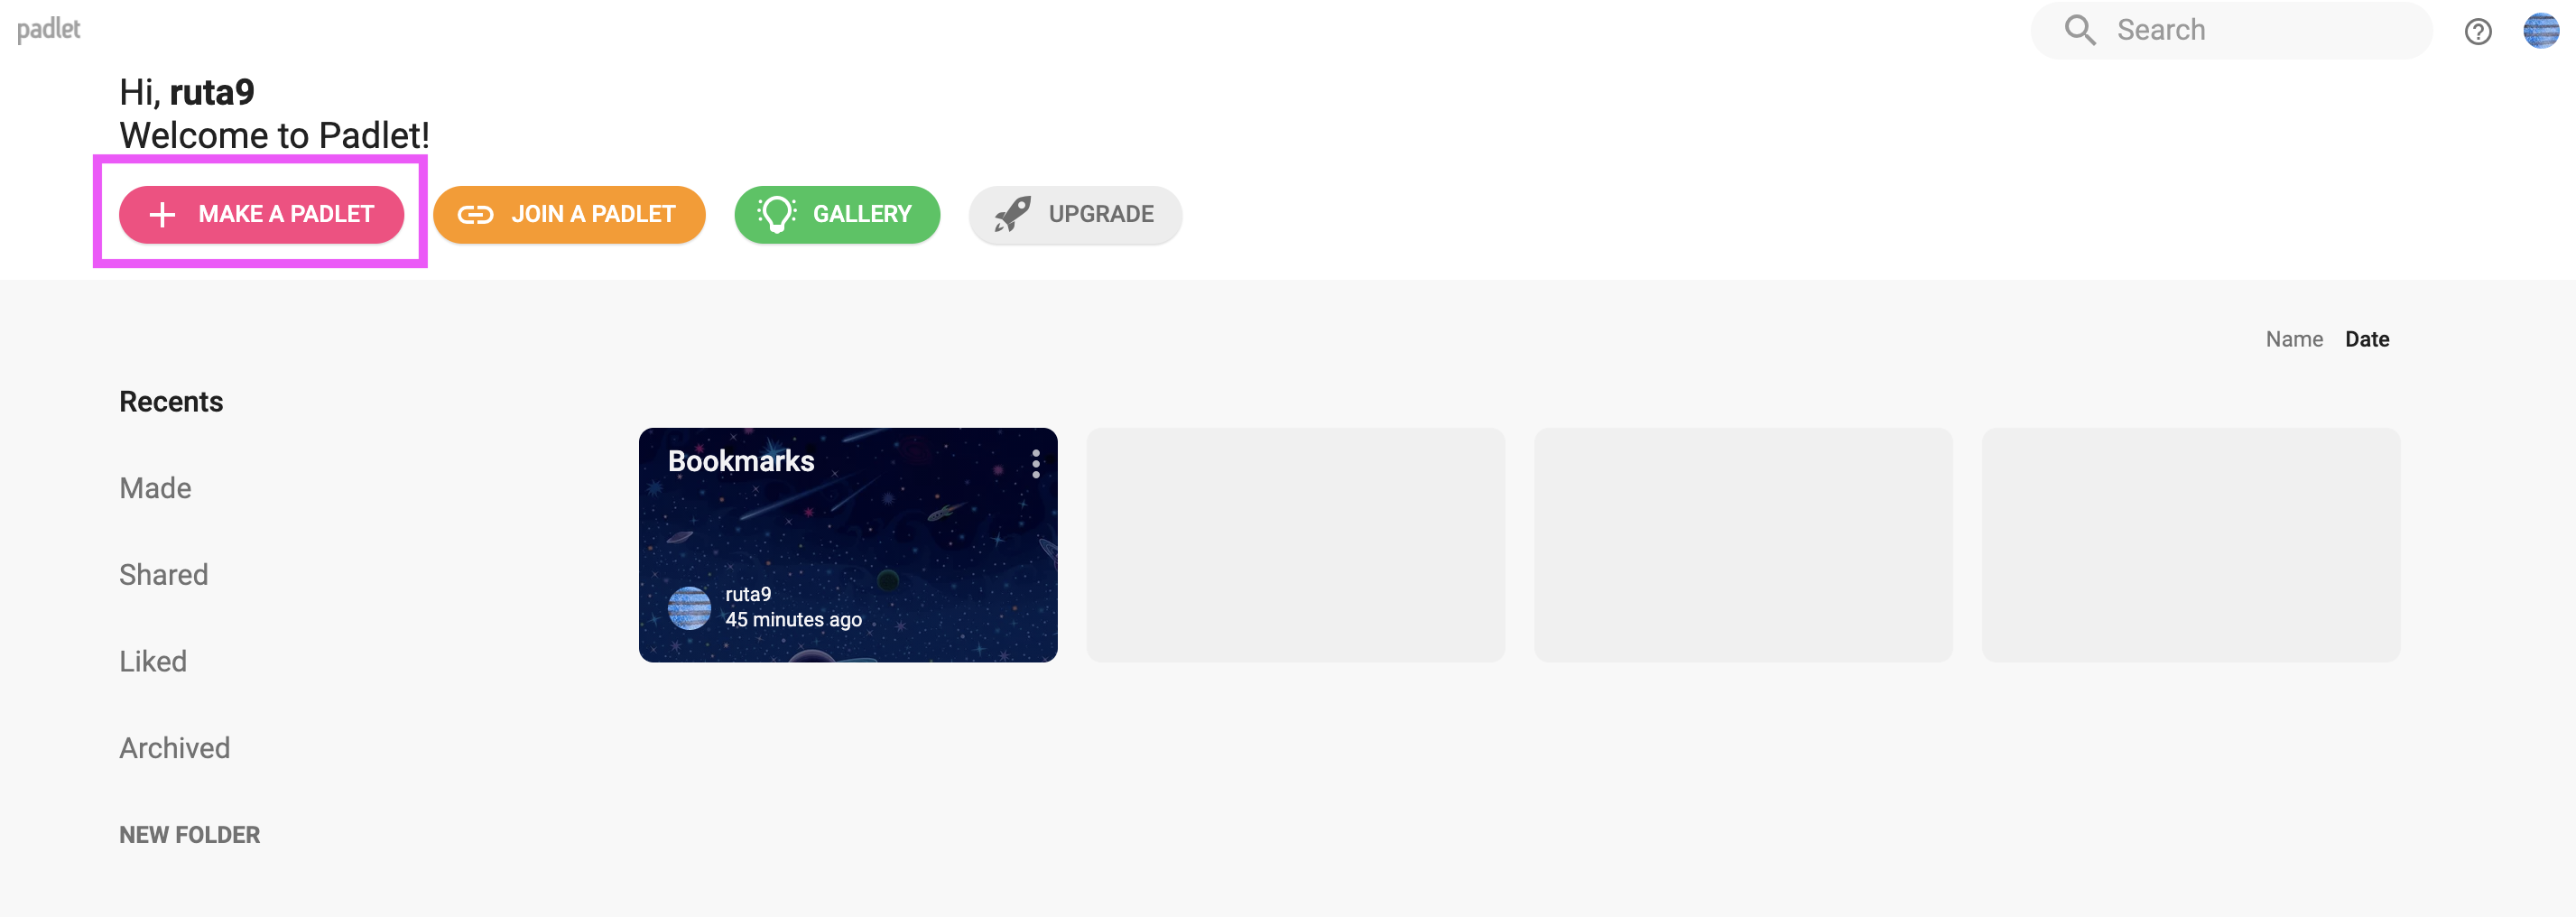 padlet
Search
Hi, ruta9
Welcome to Padlet!
MAKE A PADLET
JOIN A PADLET
GALLERY
UPGRADE
Name
Date
Recents
Made
Shared
Liked
Archived
NEW FOLDER
Bookmarks
ruta9
45 minutes ago